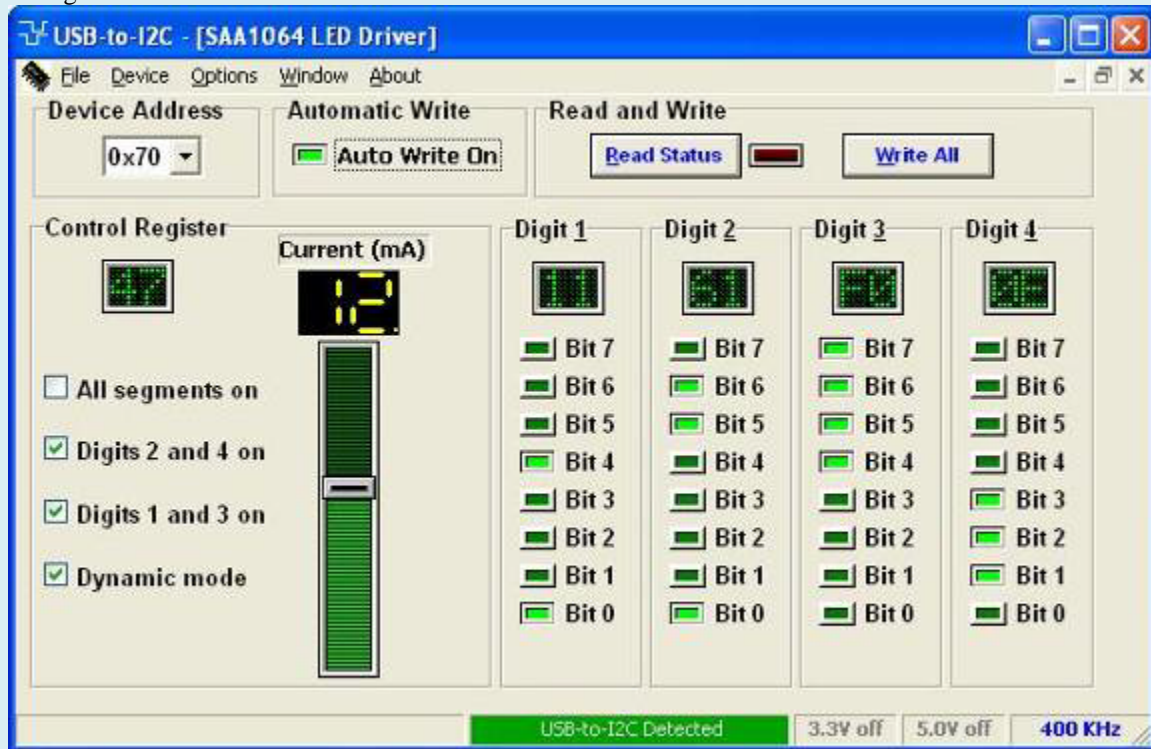 USB-to-I2C - [SAA1064 LED Driver]
File Device Options Window About
Device Address
0x70
Automatic Write
Auto Write On
Read and Write
Read Status
Write All
Control Register
47
Current (mA)
12.
All segments on
Digits 2 and 4 on
Digits 1 and 3 on
Dynamic mode
Digit 1
11
Bit 7
Bit 6
Bit 5
Bit 4
Bit 3
Bit 2
Bit 1
Bit 0
Digit 2
61
Bit 7
Bit 6
Bit 5
Bit 4
Bit 3
Bit 2
Bit 1
Bit 0
Digit 3
F0
Bit 7
Bit 6
Bit 5
Bit 4
Bit 3
Bit 2
Bit 1
Bit 0
Digit 4
0E
Bit 7
Bit 6
Bit 5
Bit 4
Bit 3
Bit 2
Bit 1
Bit 0
USB-to-I2C Detected
3.3V off
5.0V off
400 KHz